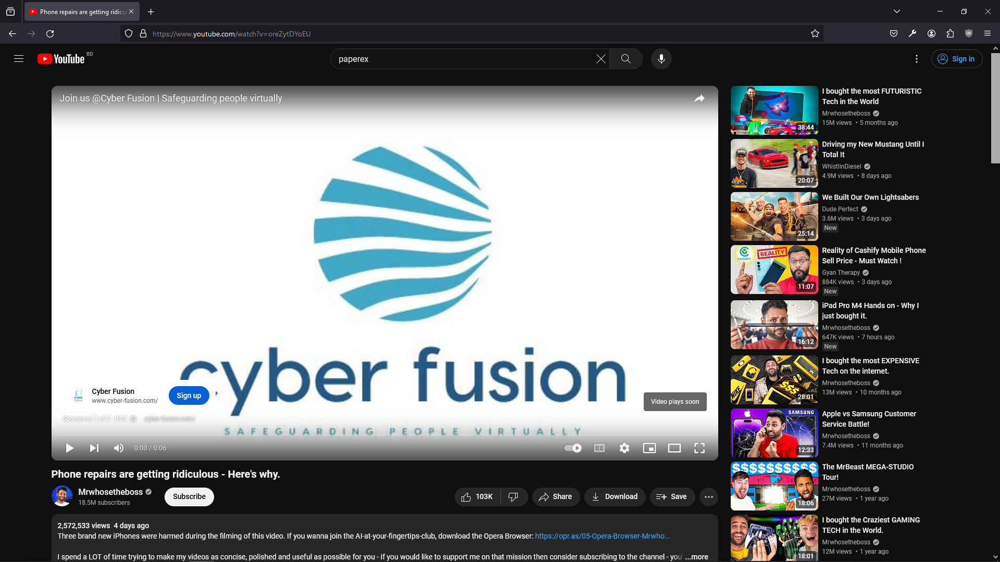 Phone repairs are getting ridicul
https://www.youtube.com/watch?v=oreZytDYoEU
YouTube BD
paperex
Sign in
Join us @Cyber Fusion | Safeguarding people virtually
cyber fusion
SAFEGUARDING PEOPLE VIRTUALLY
Cyber Fusion
www.cyber-fusion.com/
Sign up
Video plays soon
Sponsored 1 of 2 · 0:03
cyber-fusion.com/
0:00 / 0:06
CC
Phone repairs are getting ridiculous - Here's why.
Mrwhosetheboss
18.5M subscribers
Subscribe
103K
Share
Download
Save
2,572,533 views 4 days ago
Three brand new iPhones were harmed during the filming of this video. If you wanna join the AI-at-your-fingertips-club, download the Opera Browser: https://opr.as/05-Opera-Browser-Mrwho...
I spend a LOT of time trying to make my videos as concise, polished and useful as possible for you - if you would like to support me on that mission then consider subscribing to the channel - you' ...more
38:44
I bought the most FUTURISTIC
Tech in the World
Mrwhosetheboss
15M views • 5 months ago
20:07
Driving my New Mustang Until I
Total It
WhistlinDiesel
4.9M views • 8 days ago
25:14
We Built Our Own Lightsabers
Dude Perfect
3.6M views • 3 days ago
New
CASHIFY
REALITY
11:07
Reality of Cashify Mobile Phone
Sell Price - Must Watch !
Gyan Therapy
884K views • 3 days ago
New
16:12
iPad Pro M4 Hands on - Why I
just bought it.
Mrwhosetheboss
647K views • 7 hours ago
New
NIKE
$$$
28:01
I bought the most EXPENSIVE
Tech on the internet.
Mrwhosetheboss
13M views • 10 months ago
SAMSUNG
12:33
Apple vs Samsung Customer
Service Battle!
Mrwhosetheboss
7.4M views • 11 months ago
$$$$$$$$$
18:06
The MrBeast MEGA-STUDIO
Tour!
Mrwhosetheboss
27M views • 1 year ago
18:01
I bought the Craziest GAMING
TECH in the World.
Mrwhosetheboss
12M views • 1 year ago